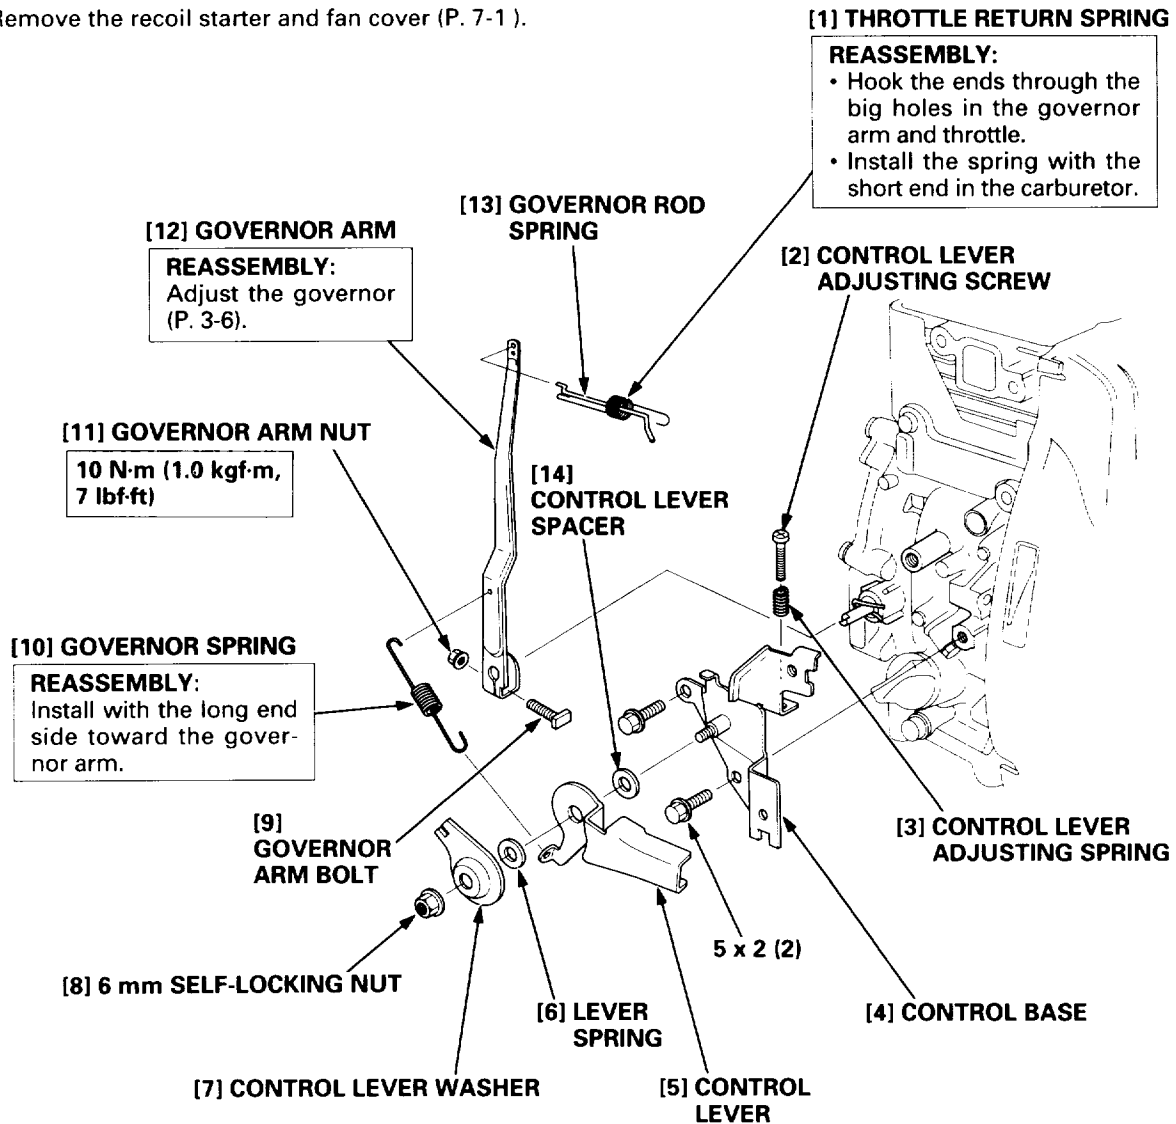 Remove the recoil starter and fan cover (P. 7-1 ).
[1] THROTTLE RETURN SPRING
REASSEMBLY:
• Hook the ends through the
big holes in the governor
arm and throttle.
• Install the spring with the
short end in the carburetor.
[13] GOVERNOR ROD
SPRING
[12] GOVERNOR ARM
REASSEMBLY:
Adjust the governor
(P. 3-6).
[2] CONTROL LEVER
ADJUSTING SCREW
[11] GOVERNOR ARM NUT
10 N·m (1.0 kgf·m,
7 lbf·ft)
[14]
CONTROL LEVER
SPACER
[10] GOVERNOR SPRING
REASSEMBLY:
Install with the long end
side toward the gover-
nor arm.
[9]
GOVERNOR
ARM BOLT
[3] CONTROL LEVER
ADJUSTING SPRING
5 x 2 (2)
[8] 6 mm SELF-LOCKING NUT
[6] LEVER
SPRING
[4] CONTROL BASE
[7] CONTROL LEVER WASHER
[5] CONTROL
LEVER